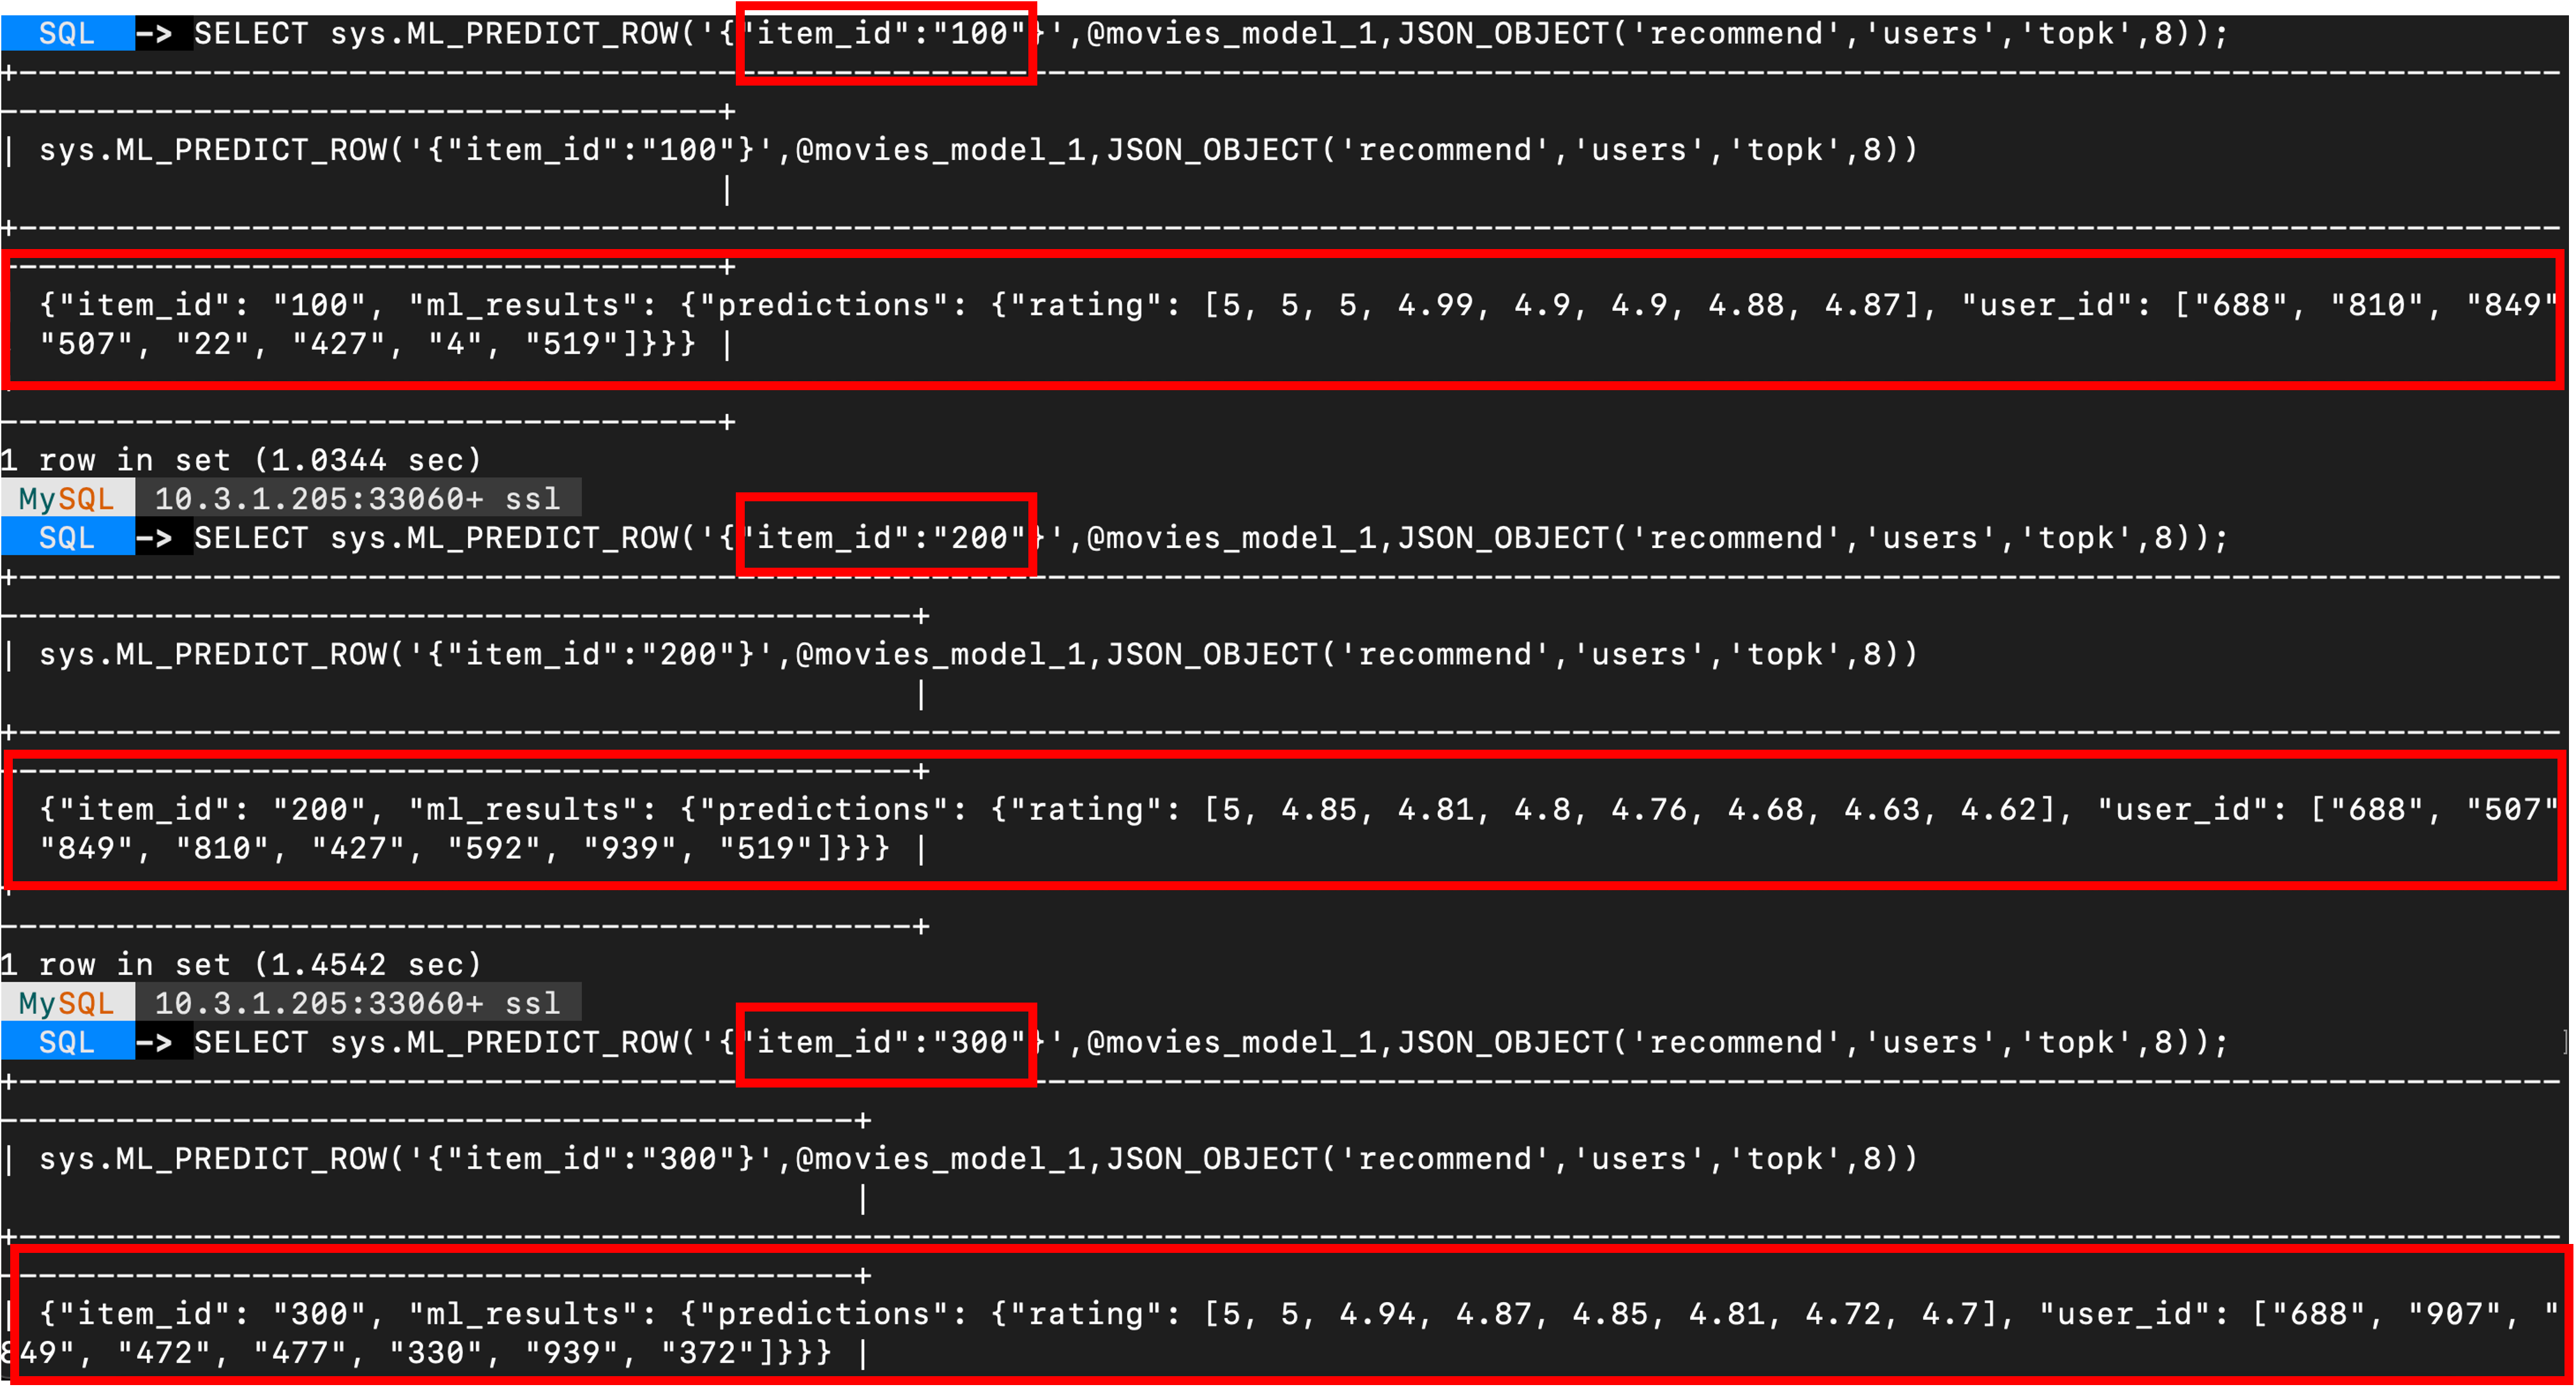 SQL -> SELECT sys.ML_PREDICT_ROW('{"item_id":"100"}',@movies_model_1,JSON_OBJECT('recommend','users','topk',8));
| sys.ML_PREDICT_ROW('{"item_id":"100"}',@movies_model_1,JSON_OBJECT('recommend','users','topk',8))
|
{"item_id": "100", "ml_results": {"predictions": {"rating": [5, 5, 5, 4.99, 4.9, 4.9, 4.88, 4.87], "user_id": ["688", "810", "849"
"507", "22", "427", "4", "519"]}}} |
1 row in set (1.0344 sec)
MySQL 10.3.1.205:33060+ ssl
SQL -> SELECT sys.ML_PREDICT_ROW('{"item_id":"200"}',@movies_model_1,JSON_OBJECT('recommend','users','topk',8));
| sys.ML_PREDICT_ROW('{"item_id":"200"}',@movies_model_1,JSON_OBJECT('recommend','users','topk',8))
|
{"item_id": "200", "ml_results": {"predictions": {"rating": [5, 4.85, 4.81, 4.8, 4.76, 4.68, 4.63, 4.62], "user_id": ["688", "507"
"849", "810", "427", "592", "939", "519"]}}} |
1 row in set (1.4542 sec)
MySQL 10.3.1.205:33060+ ssl
SQL -> SELECT sys.ML_PREDICT_ROW('{"item_id":"300"}',@movies_model_1,JSON_OBJECT('recommend','users','topk',8));
| sys.ML_PREDICT_ROW('{"item_id":"300"}',@movies_model_1,JSON_OBJECT('recommend','users','topk',8))
|
| {"item_id": "300", "ml_results": {"predictions": {"rating": [5, 5, 4.94, 4.87, 4.85, 4.81, 4.72, 4.7], "user_id": ["688", "907", "
849", "472", "477", "330", "939", "372"]}}} |